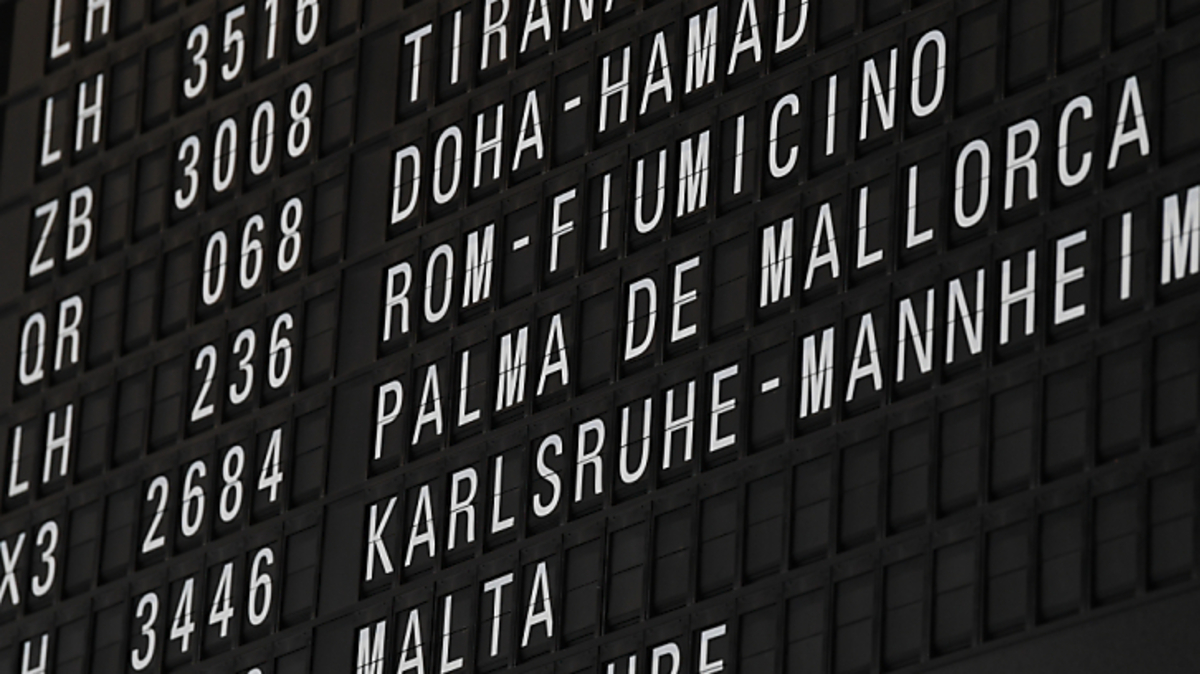 LH
LH 3516
ZB 3008 TIRANA
QR 068 DOHA-HAMAD
LH 236 ROM-FIUMICINO
X3 2684 PALMA DE MALLORCA
H 3446 KARLSRUHE-MANNHEIM
MALTA